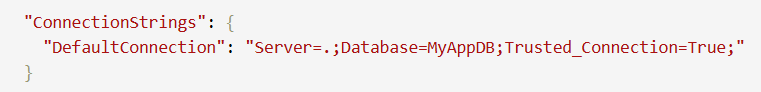 "ConnectionStrings": {
"DefaultConnection": "Server=.;Database=MyAppDB;Trusted_Connection=True;"
}